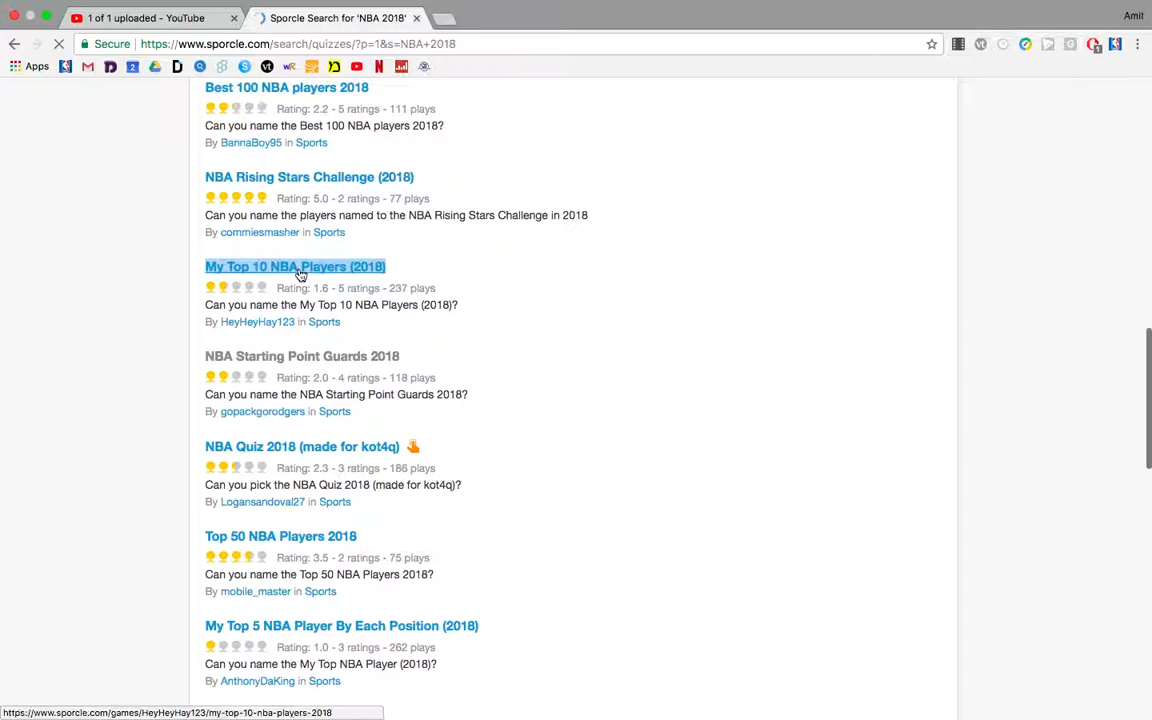 1 of 1 uploaded - YouTube
Sporcle Search for 'NBA 2018'
Amit
Secure
https://www.sporcle.com/search/quizzes/?p=1&s=NBA+2018
Apps
Best 100 NBA players 2018
Rating: 2.2 - 5 ratings - 111 plays
Can you name the Best 100 NBA players 2018?
By BannaBoy95 in Sports
NBA Rising Stars Challenge (2018)
Rating: 5.0 - 2 ratings - 77 plays
Can you name the players named to the NBA Rising Stars Challenge in 2018
By commiesmasher in Sports
My Top 10 NBA Players (2018)
Rating: 1.6 - 5 ratings - 237 plays
Can you name the My Top 10 NBA Players (2018)?
By HeyHeyHay123 in Sports
NBA Starting Point Guards 2018
Rating: 2.0 - 4 ratings - 118 plays
Can you name the NBA Starting Point Guards 2018?
By gopackgorodgers in Sports
NBA Quiz 2018 (made for kot4q)
Rating: 2.3 - 3 ratings - 186 plays
Can you pick the NBA Quiz 2018 (made for kot4q)?
By Logansandoval27 in Sports
Top 50 NBA Players 2018
Rating: 3.5 - 2 ratings - 75 plays
Can you name the Top 50 NBA Players 2018?
By mobile_master in Sports
My Top 5 NBA Player By Each Position (2018)
Rating: 1.0 - 3 ratings - 262 plays
Can you name the My Top NBA Player (2018)?
By AnthonyDaKing in Sports
https://www.sporcle.com/games/HeyHeyHay123/my-top-10-nba-players-2018